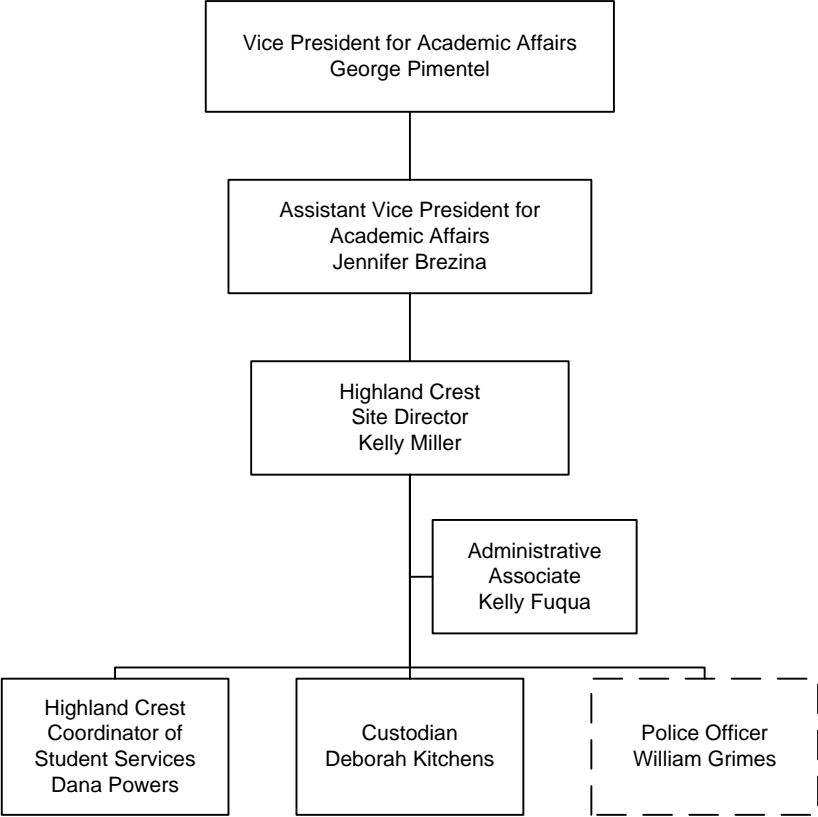 Vice President for Academic Affairs
George Pimentel
Assistant Vice President for
Academic Affairs
Jennifer Brezina
Highland Crest
Site Director
Kelly Miller
Administrative
Associate
Kelly Fuqua
Highland Crest
Coordinator of
Student Services
Dana Powers
Custodian
Deborah Kitchens
Police Officer
William Grimes